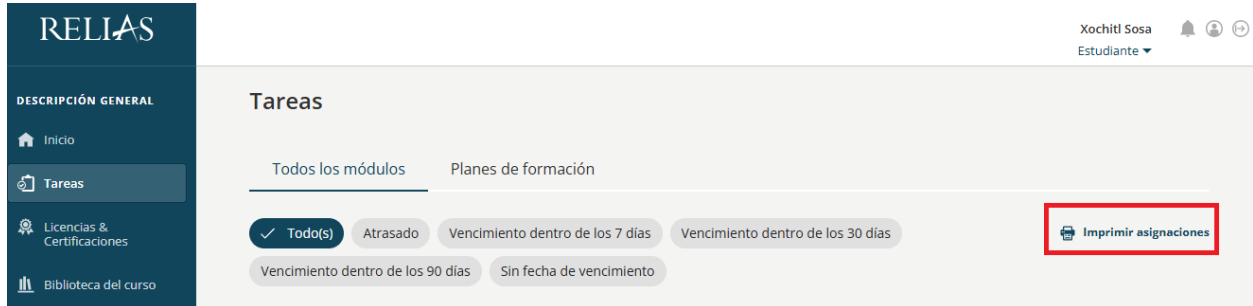 RELIAS
Xochitl Sosa
Estudiante
DESCRIPCIÓN GENERAL
Inicio
Tareas
Licencias &
Certificaciones
Biblioteca del curso
Tareas
Todos los módulos
Planes de formación
Todo(s)
Atrasado
Vencimiento dentro de los 7 días
Vencimiento dentro de los 30 días
Imprimir asignaciones
Vencimiento dentro de los 90 días
Sin fecha de vencimiento